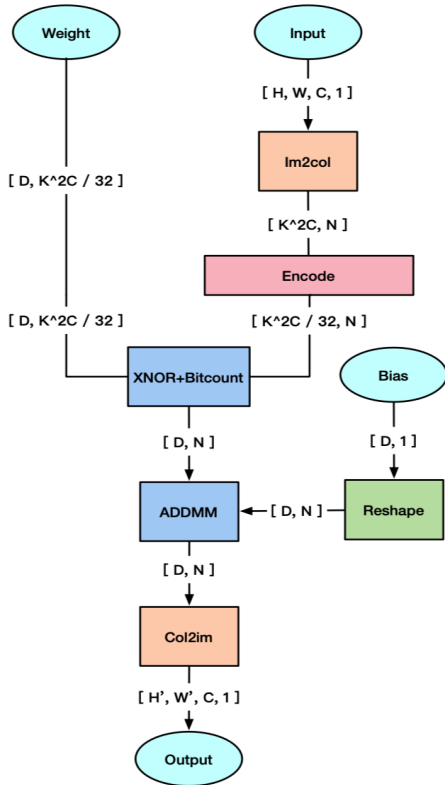 Weight
Input
[ H, W, C, 1 ]
Im2col
[ D, K^2C / 32 ]
[ K^2C, N ]
Encode
[ D, K^2C / 32 ]
[ K^2C / 32, N ]
XNOR+Bitcount
Bias
[ D, N ]
[ D, 1 ]
ADDMM
[ D, N ]
Reshape
[ D, N ]
Col2im
[ H’, W’, C, 1 ]
Output